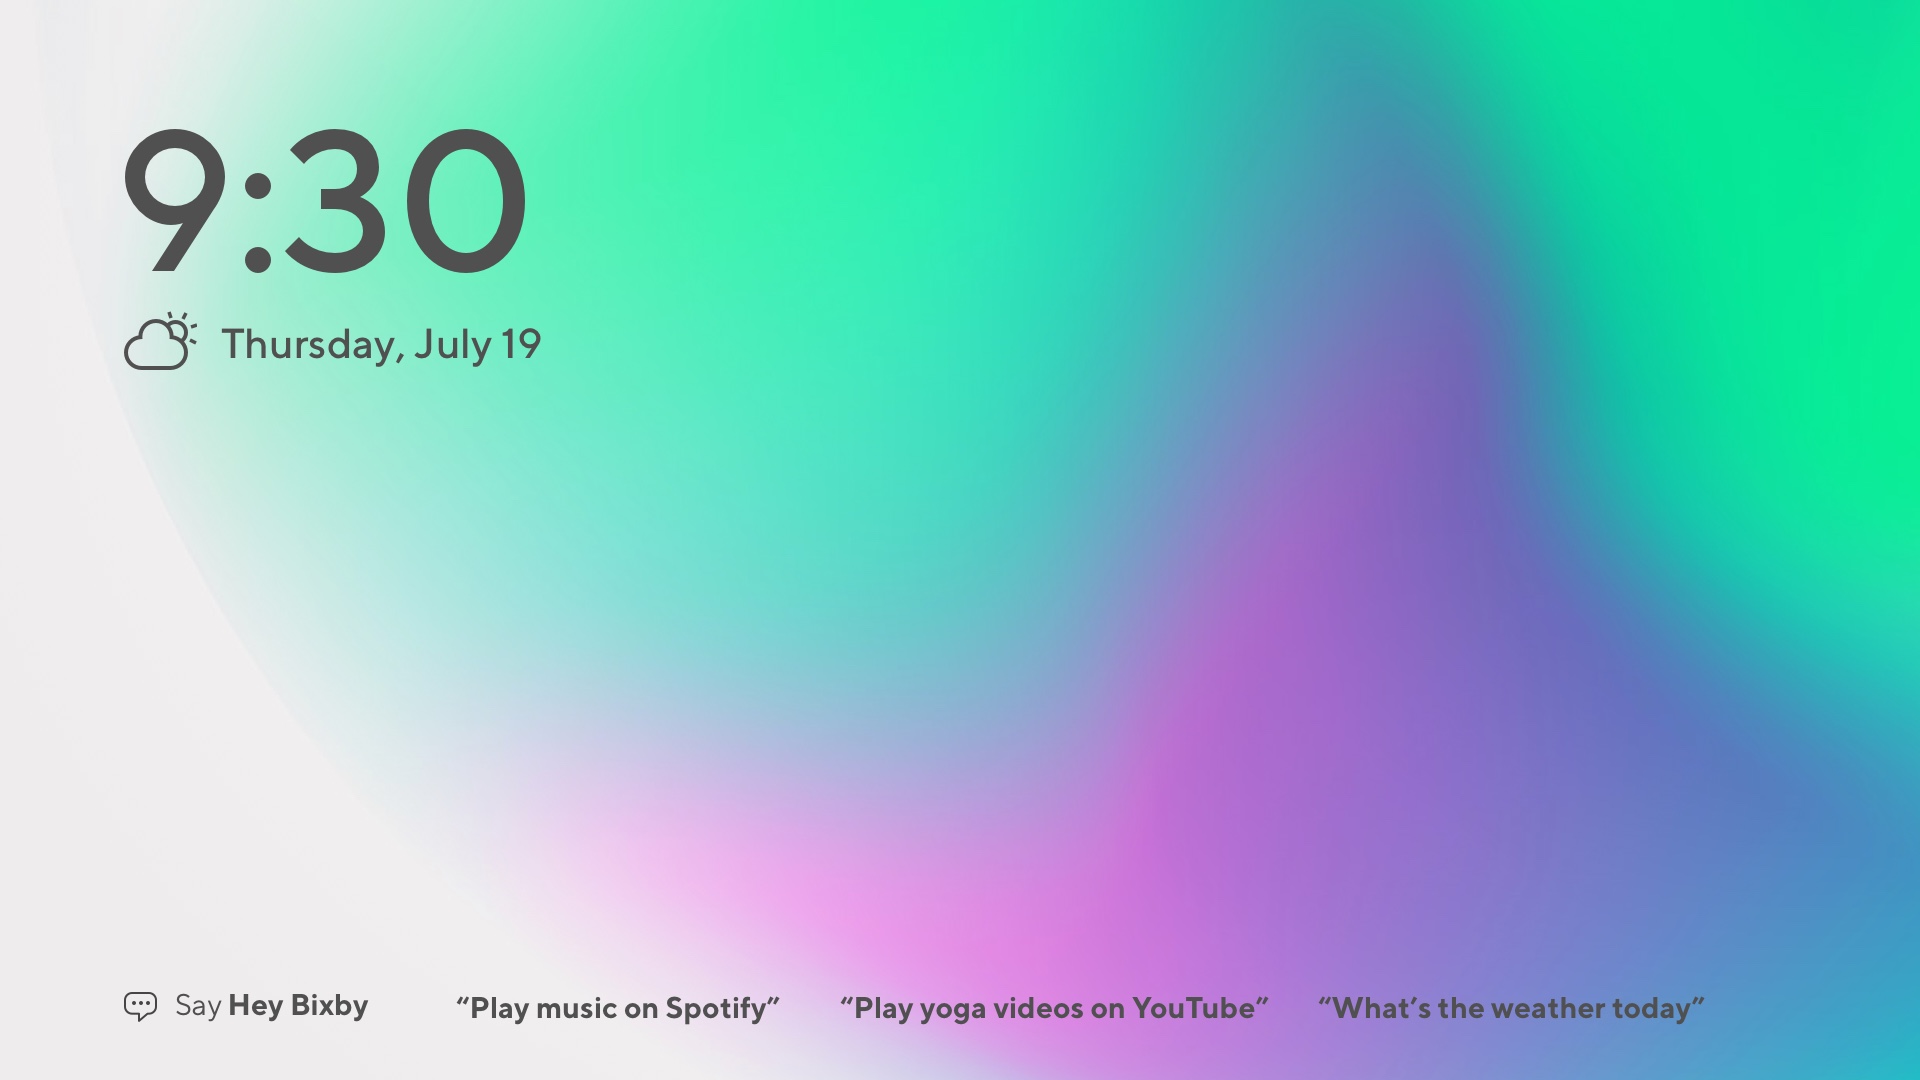 9:30
Thursday, July 19
Say Hey Bixby
“Play music on Spotify”
“Play yoga videos on YouTube”
“What’s the weather today”